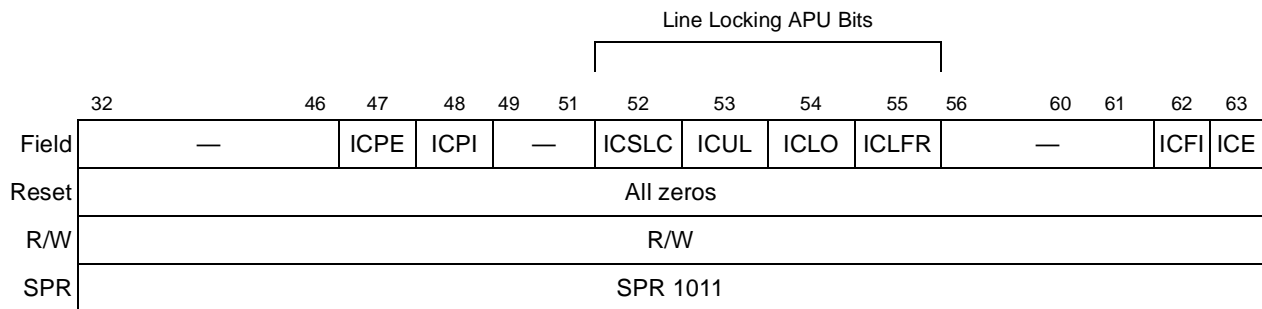 Line Locking APU Bits
32 46 47 48 49 51 52 53 54 55 56 60 61 62 63
Field — ICPE ICPI — ICSLC ICUL ICLO ICLFR — ICFI ICE
Reset All zeros
R/W R/W
SPR SPR 1011